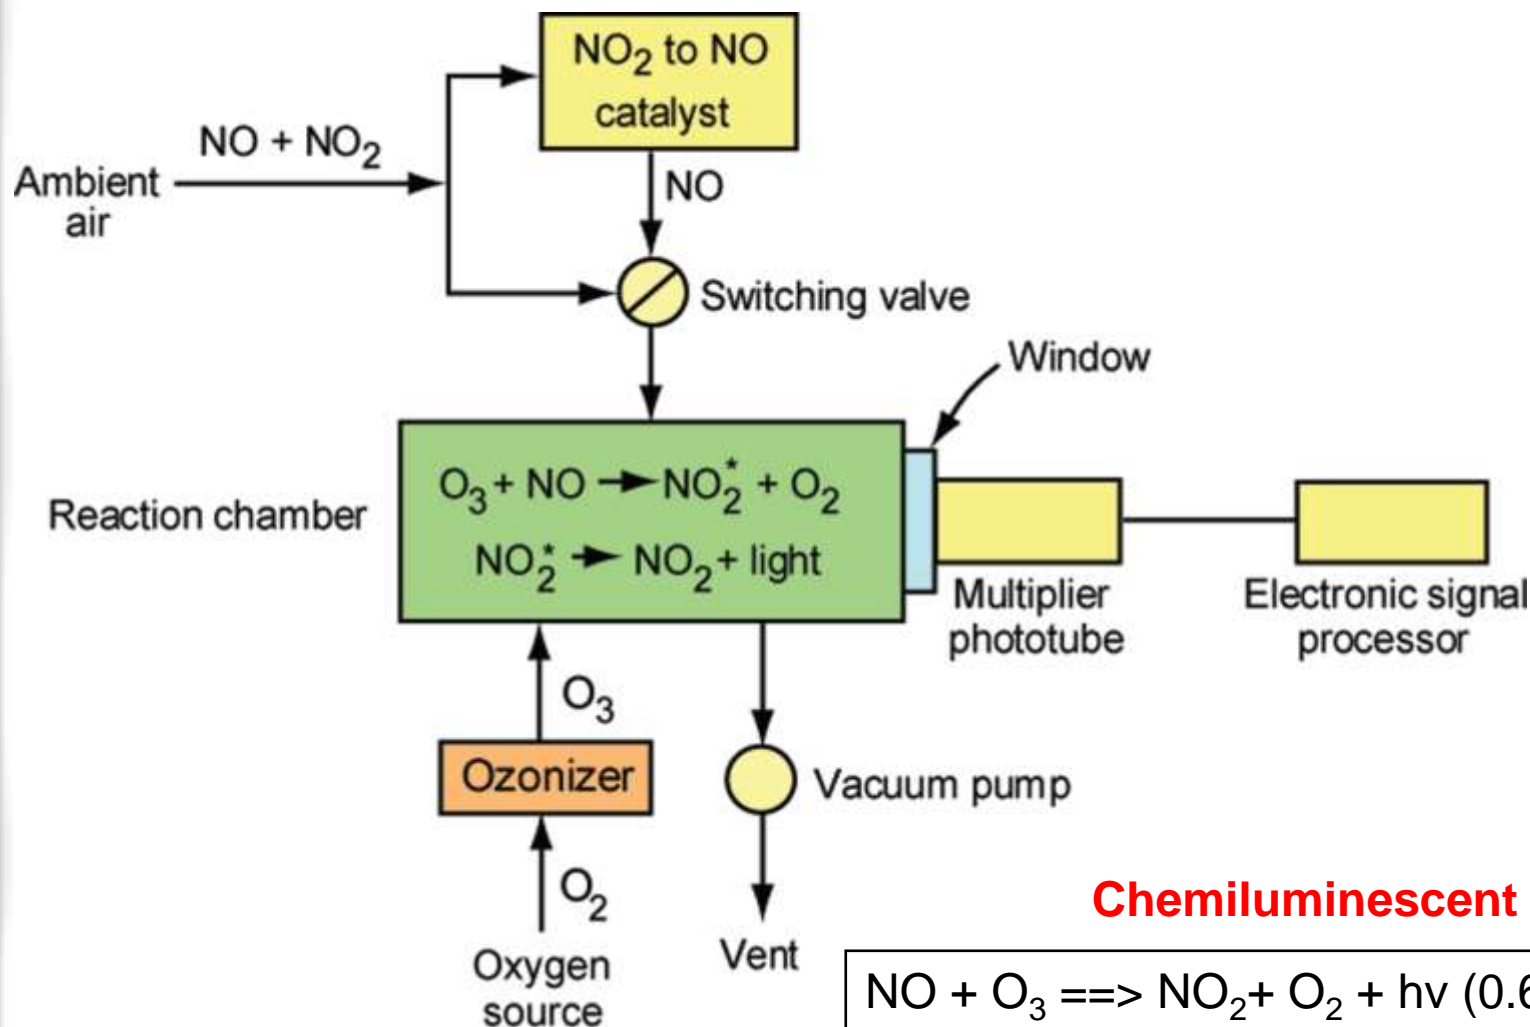 NO₂ to NO
catalyst
NO + NO₂
Ambient
air
NO
Switching valve
Window
O₃ + NO → NO₂* + O₂
NO₂* → NO₂ + light
Reaction chamber
Multiplier
phototube
Electronic signal
processor
O₃
Ozonizer
Vacuum pump
O₂
Oxygen
source
Vent
Chemiluminescent
NO + O₃ ==> NO₂+ O₂ + hv